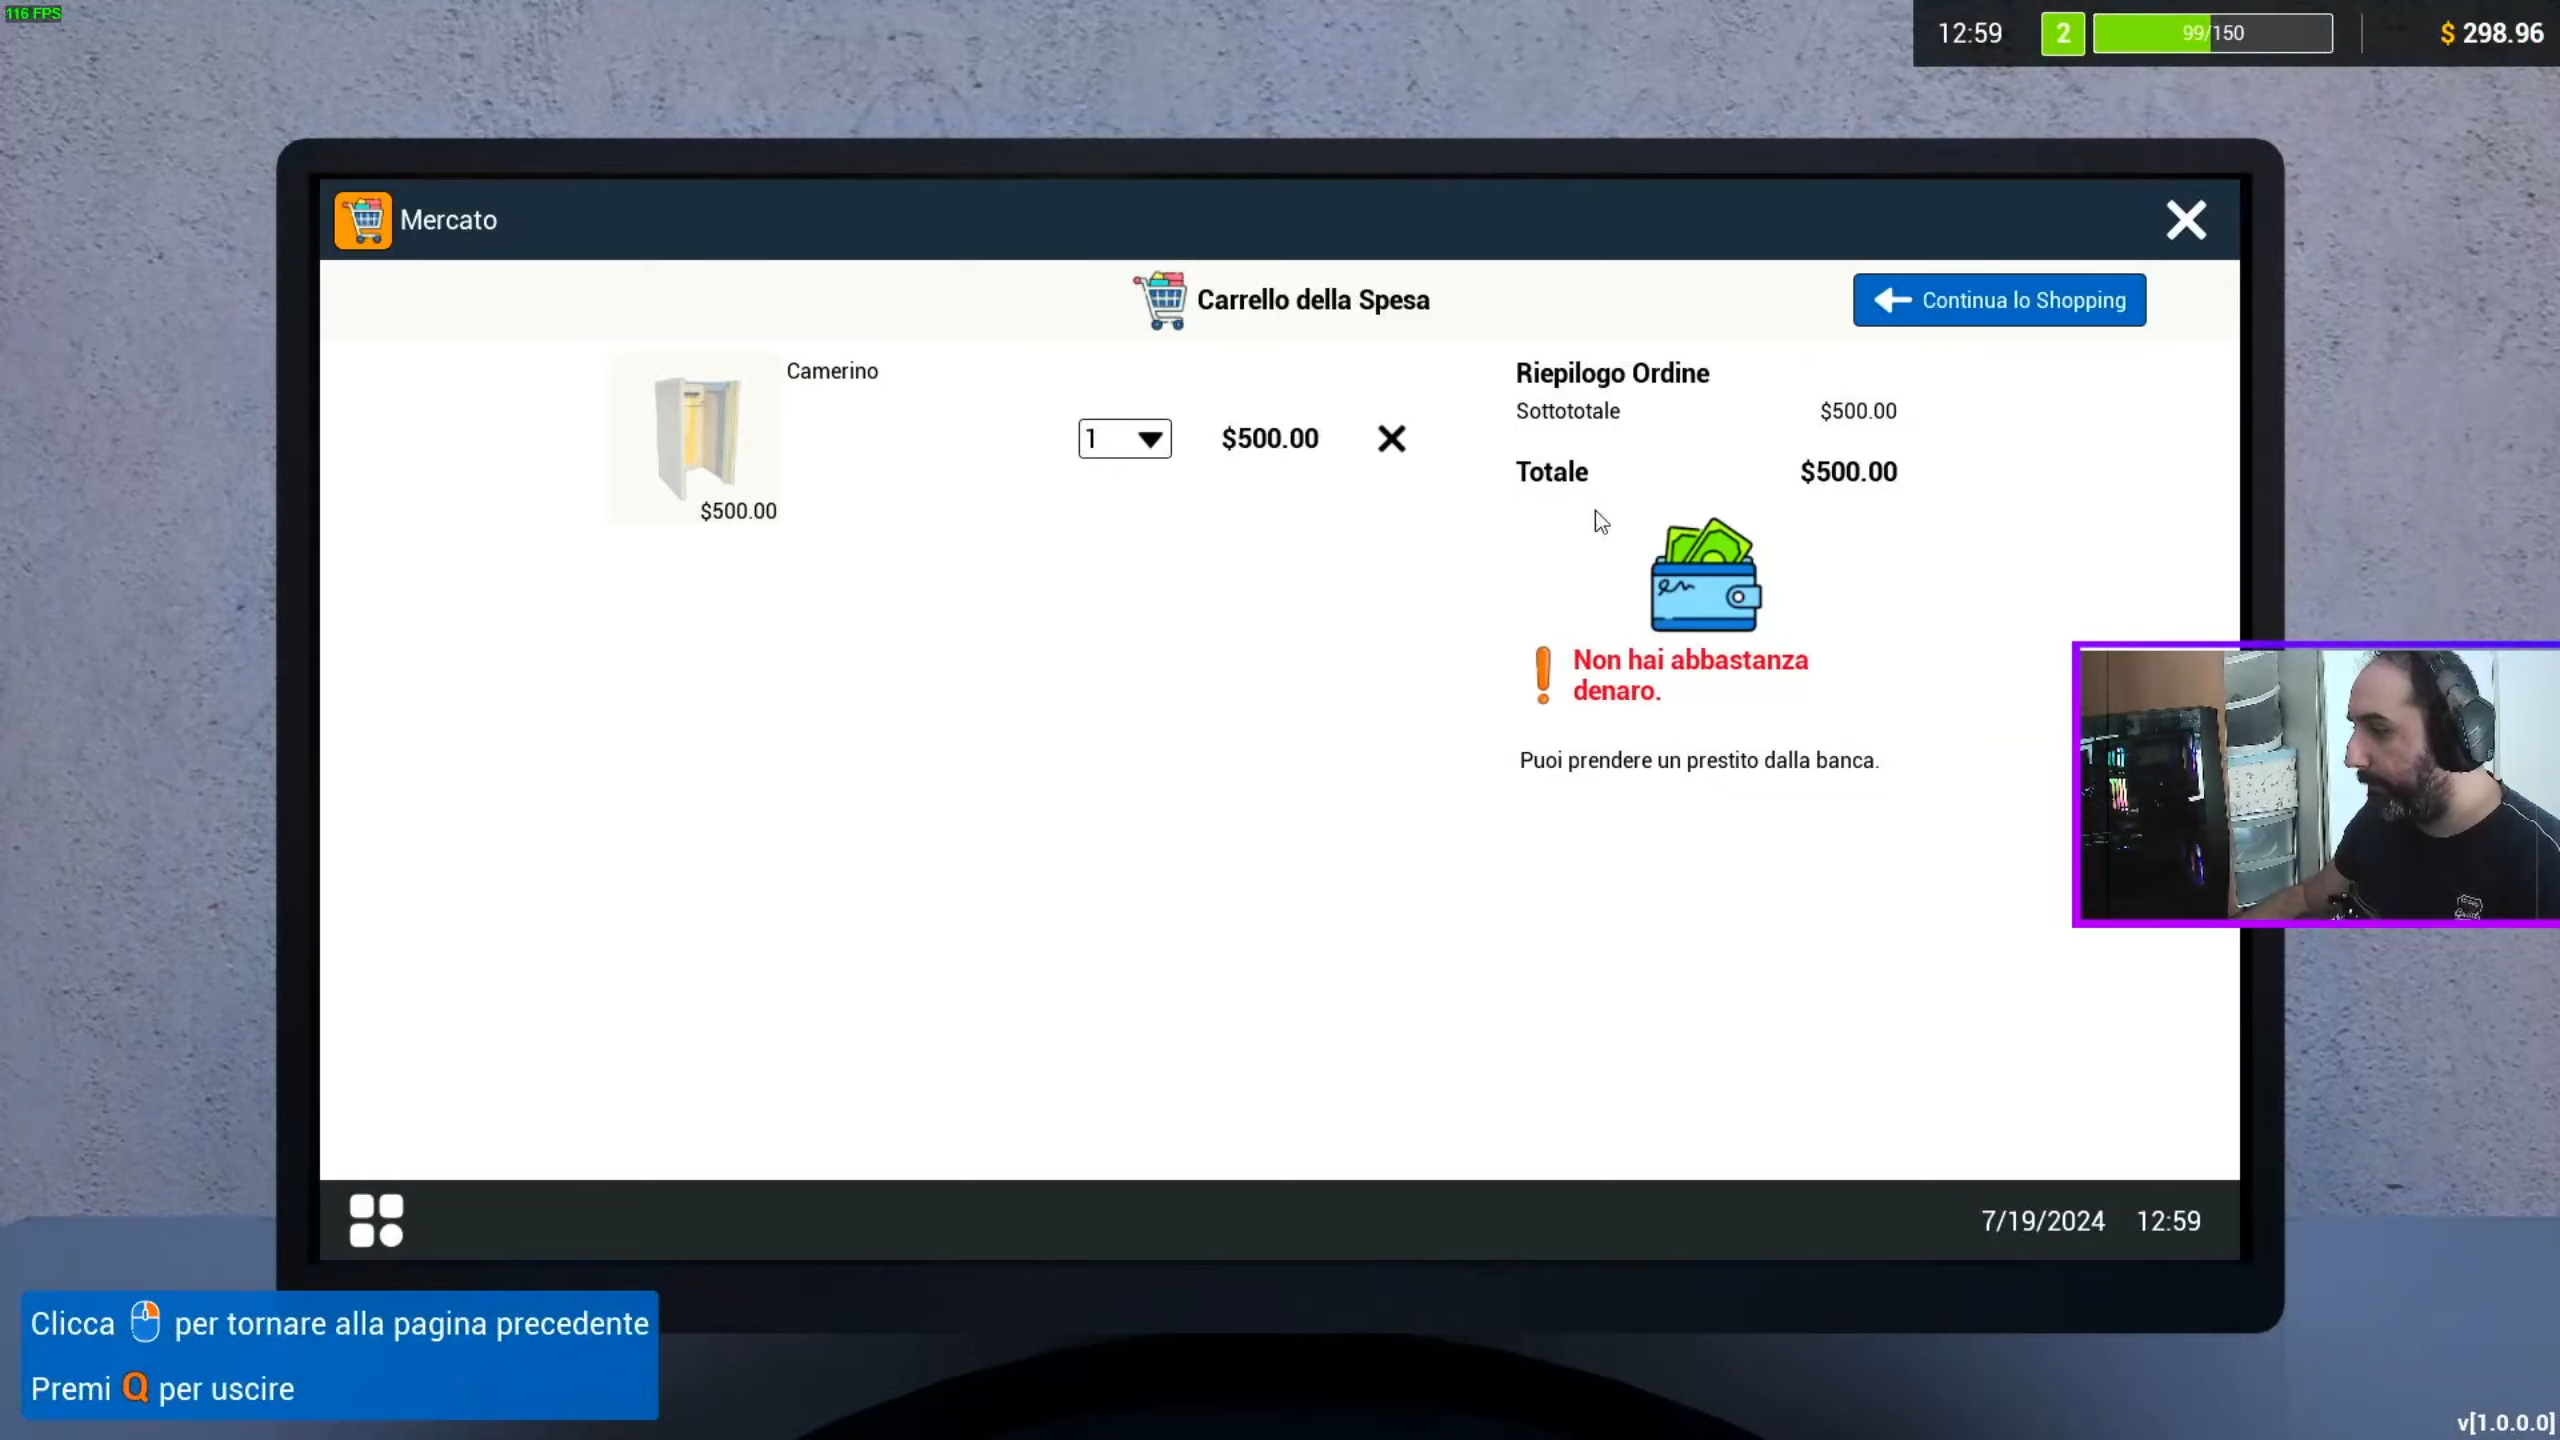 116 FPS
12:59 2 99/150 $ 298.96
Mercato
Carrello della Spesa
Continua lo Shopping
Camerino
$500.00
1 $500.00
Riepilogo Ordine
Sottototale $500.00
Totale $500.00
Non hai abbastanza
denaro.
Puoi prendere un prestito dalla banca.
7/19/2024 12:59
Clicca per tornare alla pagina precedente
Premi Q per uscire
v[1.0.0.0]